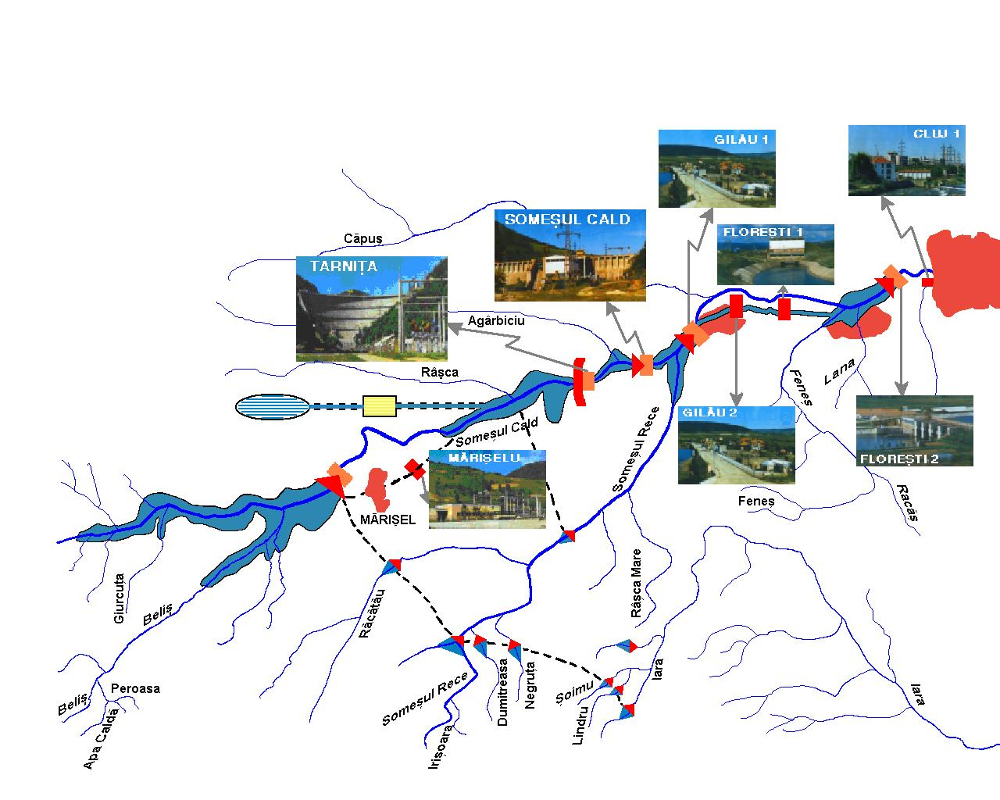 CLUJ 1
GILĂU 1
SOMEȘUL CALD
FLOREȘTI 1
Căpuș
TARNIȚA
Agârbiciu
Râșca
Lana
Feneș
Someșul Cald
Someșul Rece
GILĂU 2
FLOREȘTI 2
MĂRIȘELU
MĂRIȘEL
Fenes
Racăș
Giurcuța
Beliș
Răcătău
Râșca Mare
Beliș
Peroasa
Apa Caldă
Someșul Rece
Irișoara
Dumitreasa
Negruța
Șoimu
Lindru
Iara
Iara